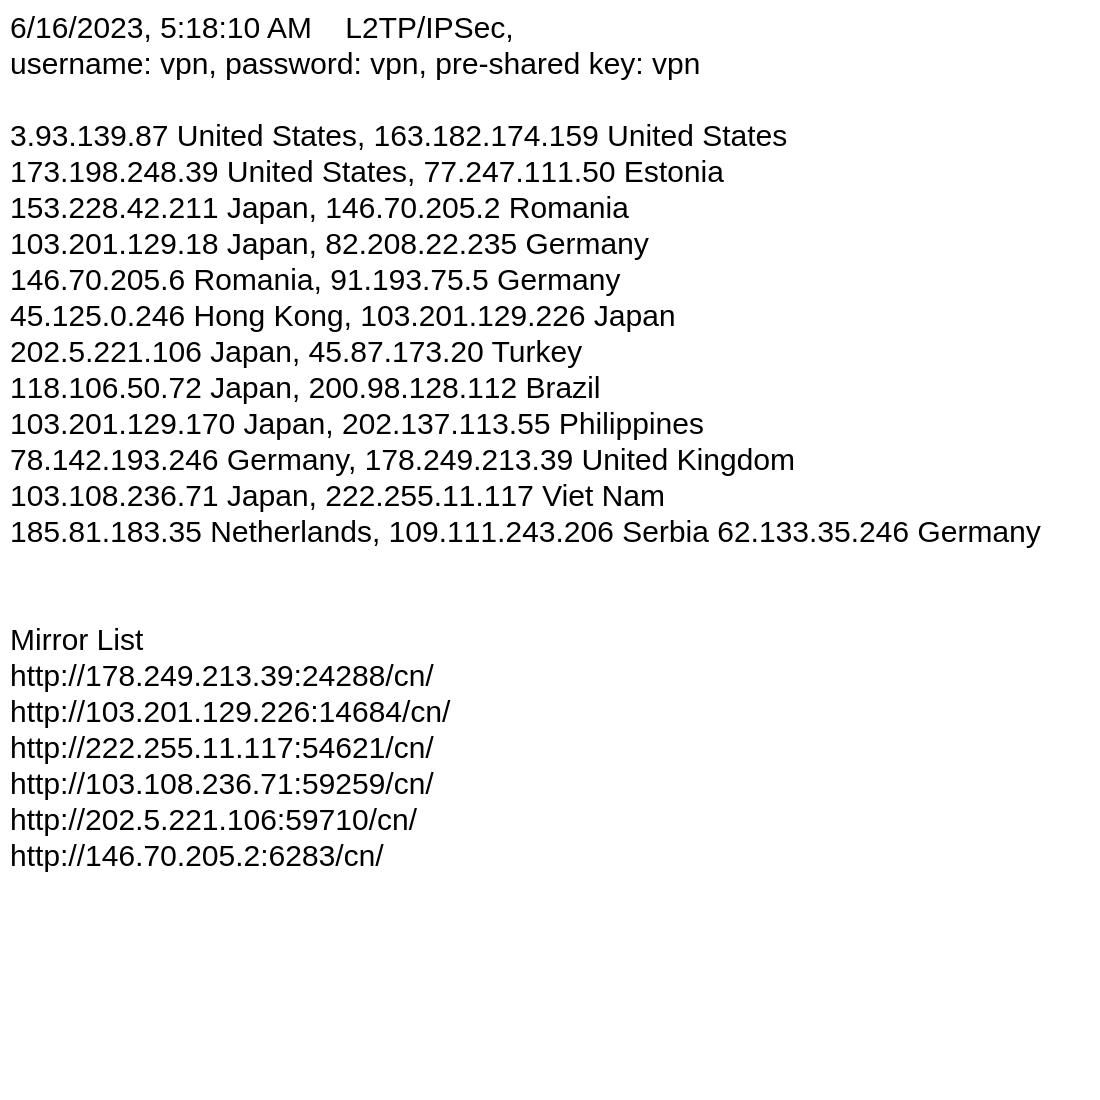 6/16/2023, 5:18:10 AM    L2TP/IPSec,
username: vpn, password: vpn, pre-shared key: vpn
3.93.139.87 United States, 163.182.174.159 United States
173.198.248.39 United States, 77.247.111.50 Estonia
153.228.42.211 Japan, 146.70.205.2 Romania
103.201.129.18 Japan, 82.208.22.235 Germany
146.70.205.6 Romania, 91.193.75.5 Germany
45.125.0.246 Hong Kong, 103.201.129.226 Japan
202.5.221.106 Japan, 45.87.173.20 Turkey
118.106.50.72 Japan, 200.98.128.112 Brazil
103.201.129.170 Japan, 202.137.113.55 Philippines
78.142.193.246 Germany, 178.249.213.39 United Kingdom
103.108.236.71 Japan, 222.255.11.117 Viet Nam
185.81.183.35 Netherlands, 109.111.243.206 Serbia 62.133.35.246 Germany
Mirror List
http://178.249.213.39:24288/cn/
http://103.201.129.226:14684/cn/
http://222.255.11.117:54621/cn/
http://103.108.236.71:59259/cn/
http://202.5.221.106:59710/cn/
http://146.70.205.2:6283/cn/